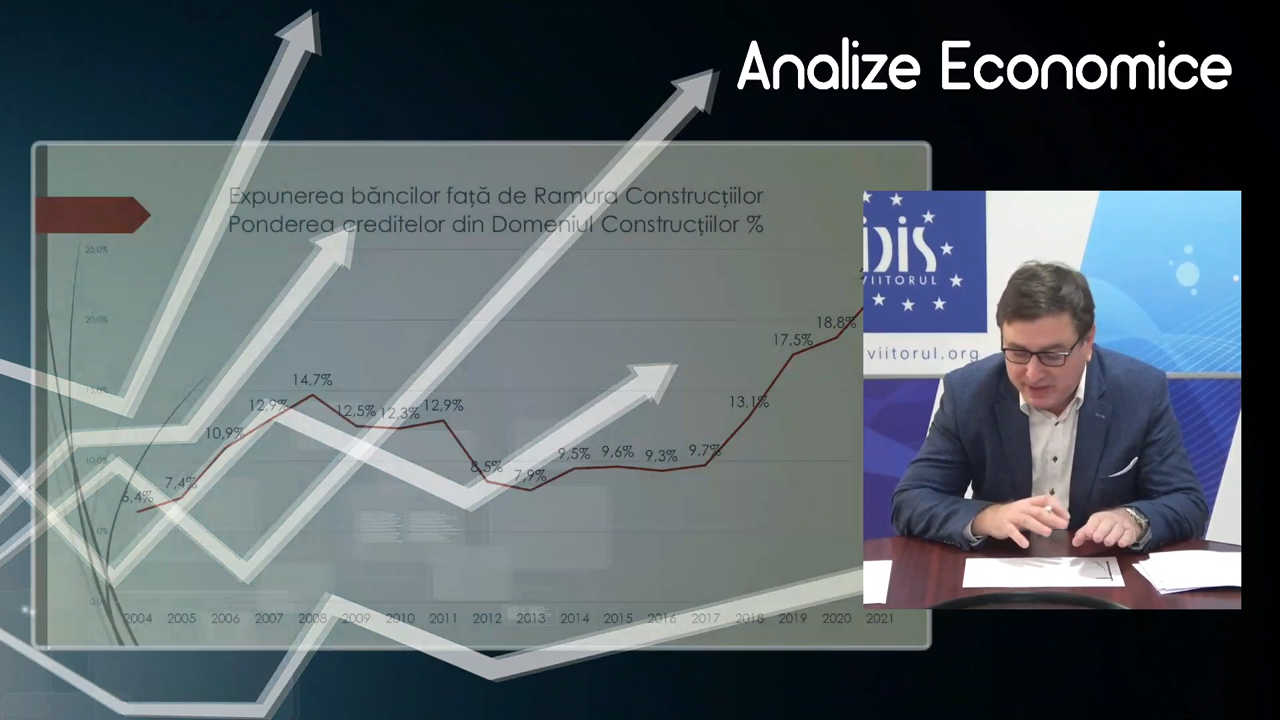 Analize Economice
Expunerea băncilor față de Ramura Construcțiilor
Ponderea creditelor din Domeniul Construcțiilor %
25,0%
20,0%
10,0%
6,4%
7,4%
10,9%
12,9%
14,7%
12,5%
12,3%
12,9%
8,5%
7,9%
9,5%
9,6%
9,3%
9,7%
13,1%
17,5%
18,8%
2004 2005 2006 2007 2008 2009 2010 2011 2012 2013 2014 2015 2016 2017 2018 2019 2020 2021
IDIS
VIITORUL
viitorul.org